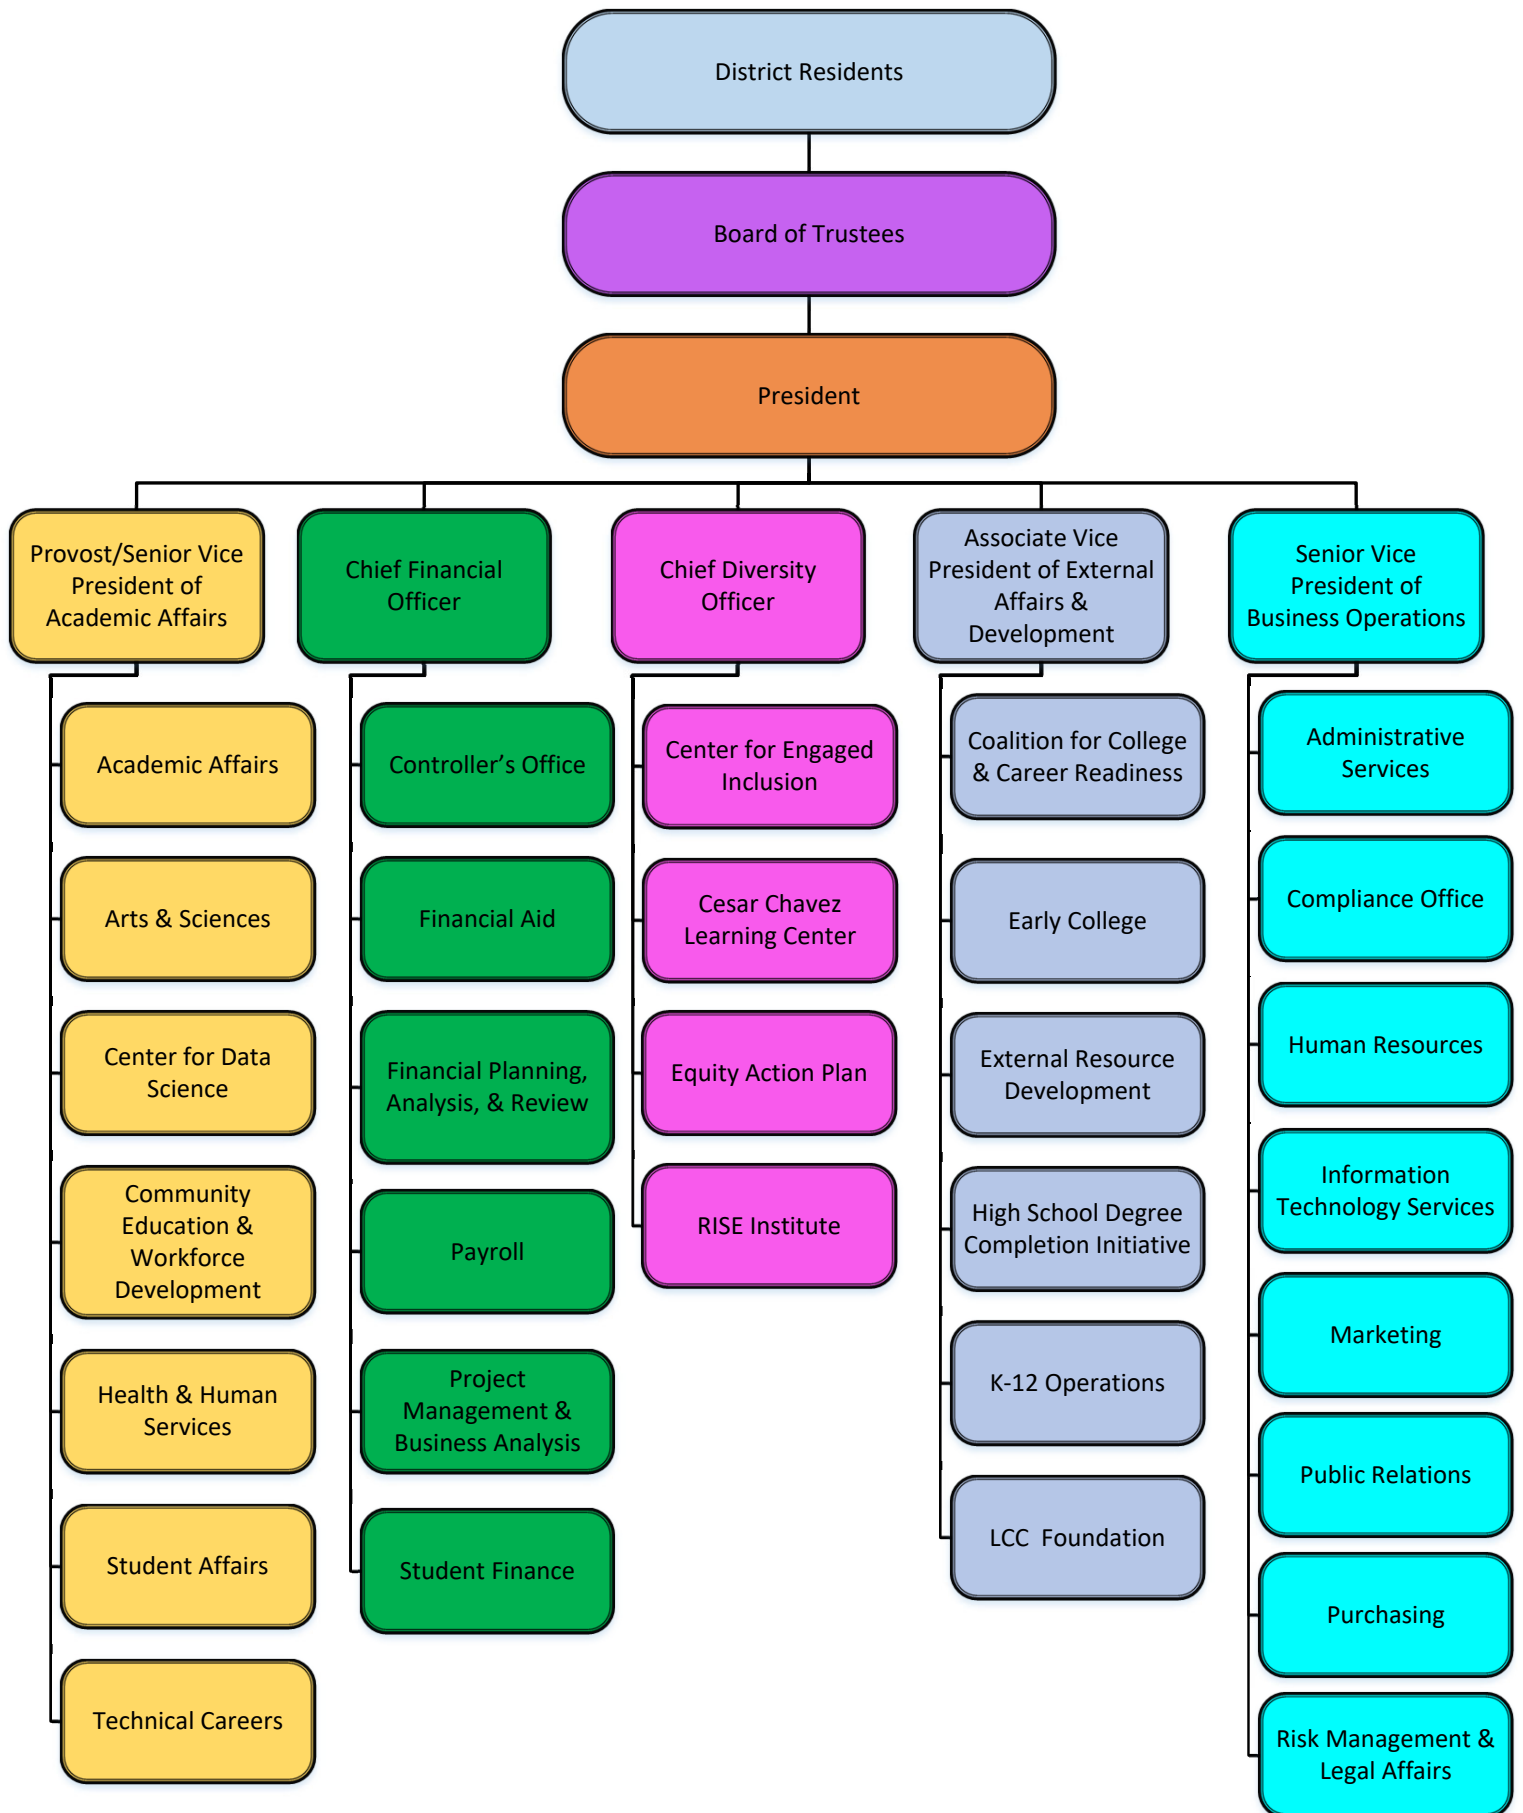 District Residents
Board of Trustees
President
Provost/Senior Vice
President of
Academic Affairs
Chief Financial
Officer
Chief Diversity
Officer
Associate Vice
President of External
Affairs &
Development
Senior Vice
President of
Business Operations
Academic Affairs
Arts & Sciences
Center for Data
Science
Community
Education &
Workforce
Development
Health & Human
Services
Student Affairs
Technical Careers
Controller’s Office
Financial Aid
Financial Planning,
Analysis, & Review
Payroll
Project
Management &
Business Analysis
Student Finance
Center for Engaged
Inclusion
Cesar Chavez
Learning Center
Equity Action Plan
RISE Institute
Coalition for College
& Career Readiness
Early College
External Resource
Development
High School Degree
Completion Initiative
K-12 Operations
LCC  Foundation
Administrative
Services
Compliance Office
Human Resources
Information
Technology Services
Marketing
Public Relations
Purchasing
Risk Management &
Legal Affairs